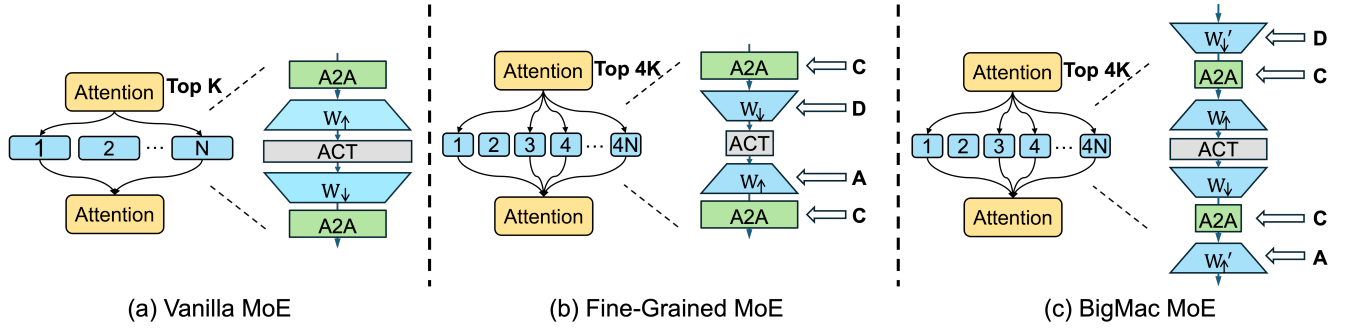 Attention
Top K
1
2
...
N
Attention
A2A
W↑
ACT
W↓
A2A
(a) Vanilla MoE
Attention
Top 4K
1
2
3
4
...
4N
Attention
A2A
C
W↓
D
ACT
W↑
A
A2A
C
(b) Fine-Grained MoE
Attention
Top 4K
1
2
3
4
...
4N
Attention
W↓'
D
A2A
C
W↑
ACT
W↓
A2A
C
W↑'
A
(c) BigMac MoE